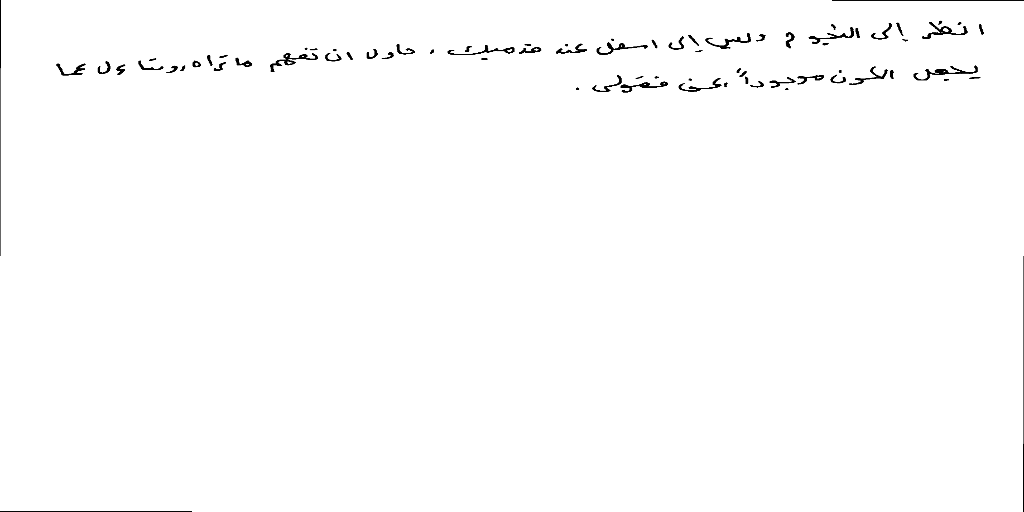 انظر إلى النجوم وليس إلى اسفل عند قدميك ، حاول ان تفهم ما تراه ، وتساءل عما
يجعل الكون موجوداً ، كن فضولي .